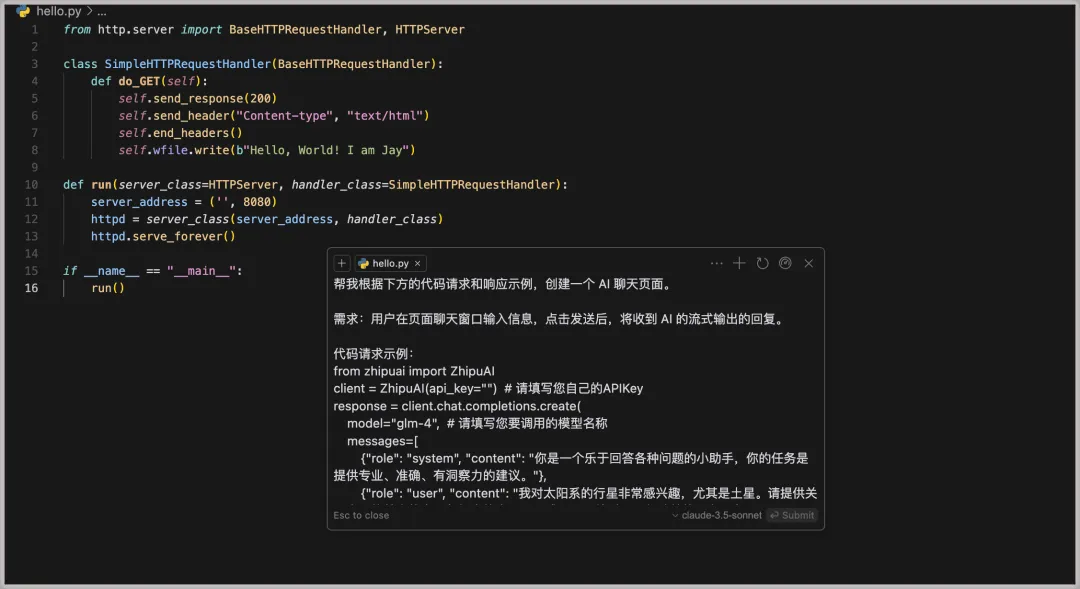 hello.py > ...
1 from http.server import BaseHTTPRequestHandler, HTTPServer
2
3 class SimpleHTTPRequestHandler(BaseHTTPRequestHandler):
4     def do_GET(self):
5         self.send_response(200)
6         self.send_header("Content-type", "text/html")
7         self.end_headers()
8         self.wfile.write(b"Hello, World! I am Jay")
9
10 def run(server_class=HTTPServer, handler_class=SimpleHTTPRequestHandler):
11     server_address = ('', 8080)
12     httpd = server_class(server_address, handler_class)
13     httpd.serve_forever()
14
15 if __name__ == "__main__":
16     run()
+ hello.py ×
帮我根据下方的代码请求和响应示例，创建一个 AI 聊天页面。
需求：用户在页面聊天窗口输入信息，点击发送后，将收到 AI 的流式输出的回复。
代码请求示例：
from zhipuai import ZhipuAI
client = ZhipuAI(api_key="")  # 请填写您自己的APIKey
response = client.chat.completions.create(
    model="glm-4",  # 请填写您要调用的模型名称
    messages=[
        {"role": "system", "content": "你是一个乐于回答各种问题的小助手，你的任务是
提供专业、准确、有洞察力的建议。"},
        {"role": "user", "content": "我对太阳系的行星非常感兴趣，尤其是土星。请提供关
Esc to close
claude-3.5-sonnet
Submit